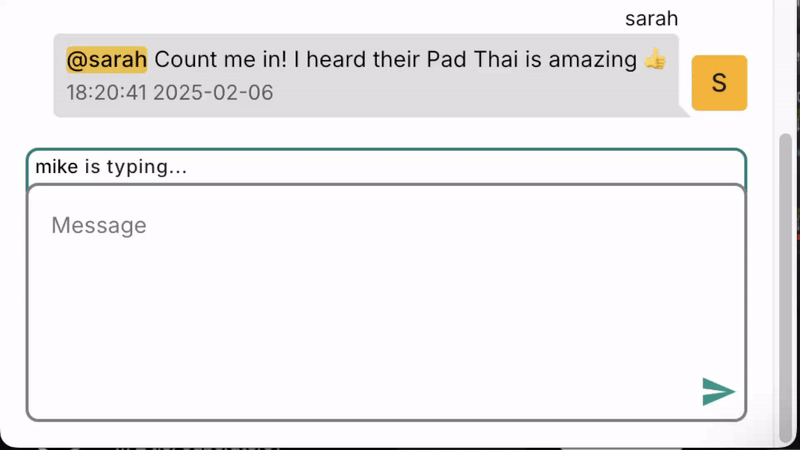 sarah
@sarah Count me in! I heard their Pad Thai is amazing 👍
18:20:41 2025-02-06
S
mike is typing...
Message